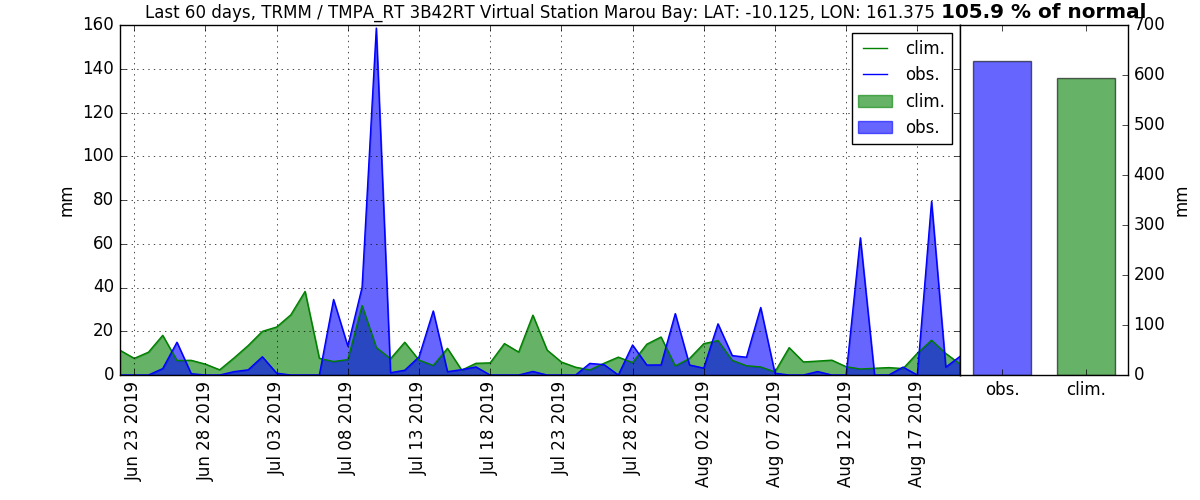 Last 60 days, TRMM / TMPA_RT 3B42RT Virtual Station Marou Bay: LAT: -10.125, LON: 161.375 105.9 % of normal
mm
160
140
120
100
80
60
40
20
0
clim.
obs.
clim.
obs.
Jun 23 2019
Jun 28 2019
Jul 03 2019
Jul 08 2019
Jul 13 2019
Jul 18 2019
Jul 23 2019
Jul 28 2019
Aug 02 2019
Aug 07 2019
Aug 12 2019
Aug 17 2019
obs.
clim.
700
600
500
400
300
200
100
0
mm